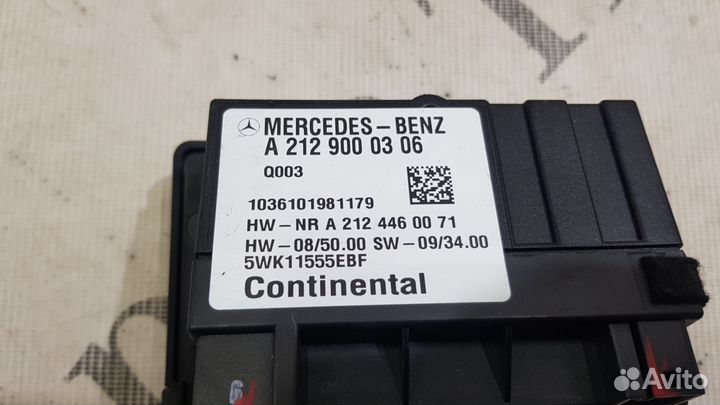 MERCEDES-BENZ
A 212 900 03 06
Q003
1036101981179
HW-NR A 212 446 00 71
HW-08/50.00 SW-09/34.00
5WK11555EBF
Continental
Avito